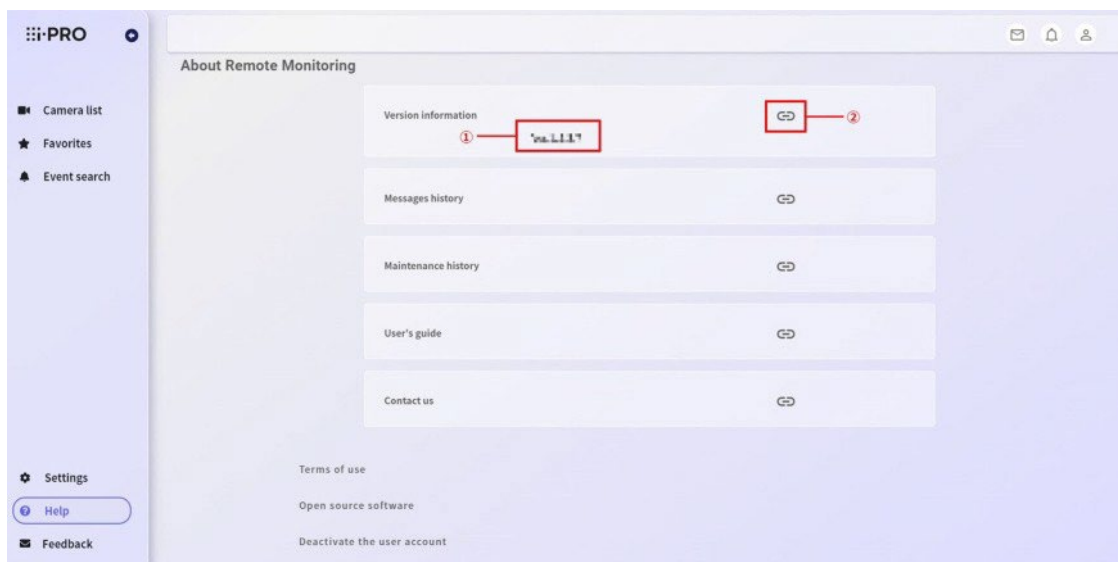 i-PRO
Camera list
Favorites
Event search
Settings
Help
Feedback
About Remote Monitoring
Version information
①
②
Messages history
Maintenance history
User's guide
Contact us
Terms of use
Open source software
Deactivate the user account